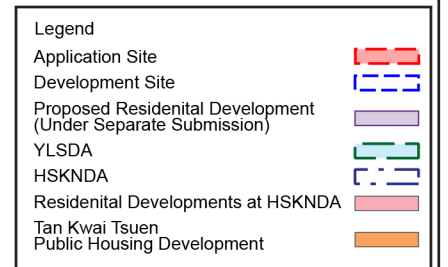 Legend
Application Site
Development Site
Proposed Residenital Development
(Under Separate Submission)
YLSDA
HSKNDA
Residenital Developments at HSKNDA
Tan Kwai Tsuen
Public Housing Development